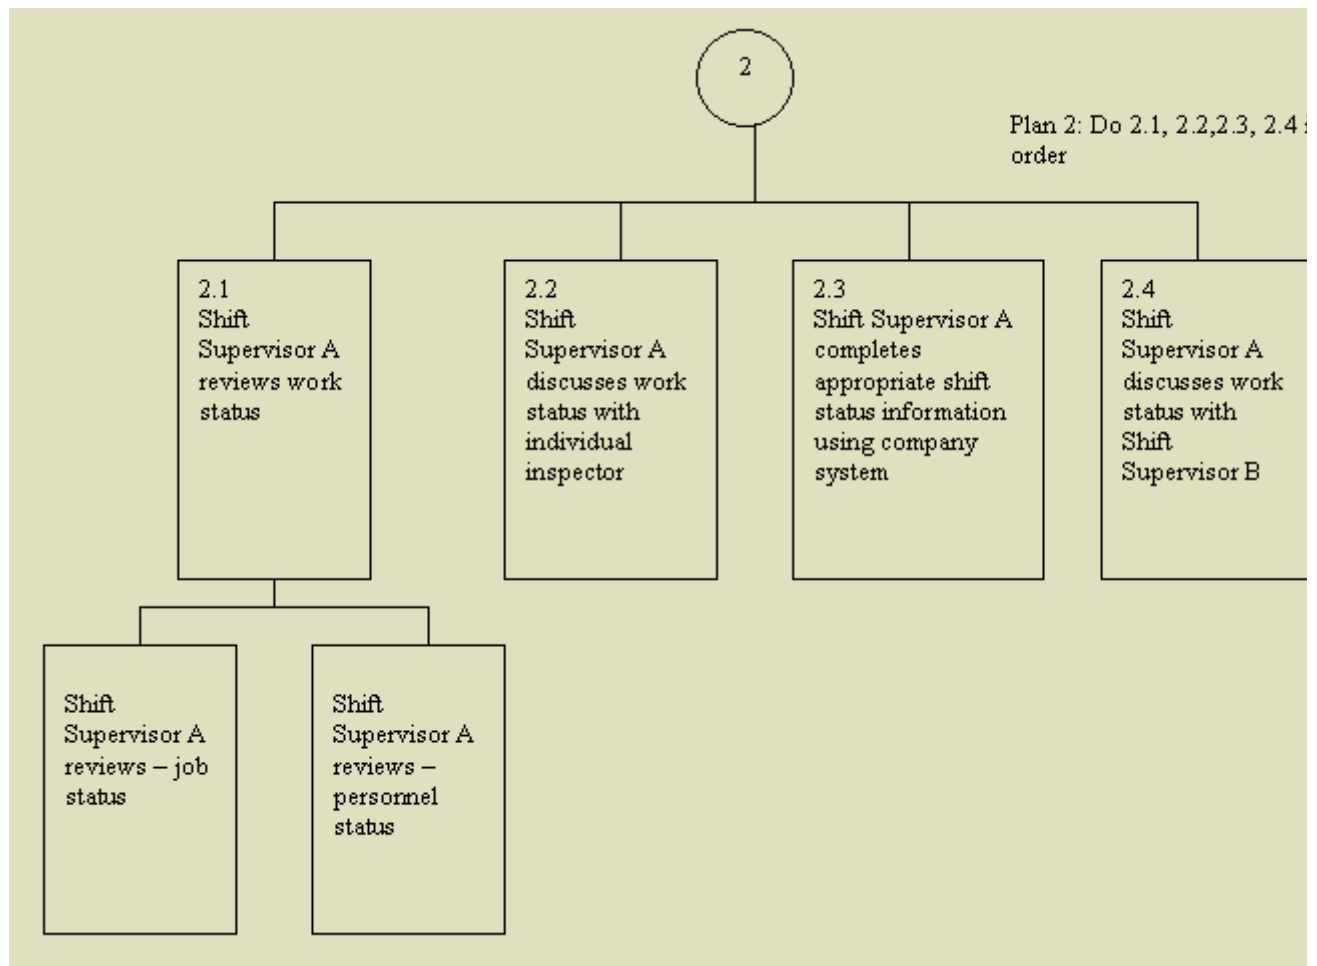 2
Plan 2: Do 2.1, 2.2,2.3, 2.4
order
2.1
Shift
Supervisor A
reviews work
status
2.2
Shift
Supervisor A
discusses work
status with
individual
inspector
2.3
Shift Supervisor A
completes
appropriate shift
status information
using company
system
2.4
Shift
Supervisor A
discusses work
status with
Shift
Supervisor B
Shift
Supervisor A
reviews – job
status
Shift
Supervisor A
reviews –
personnel
status